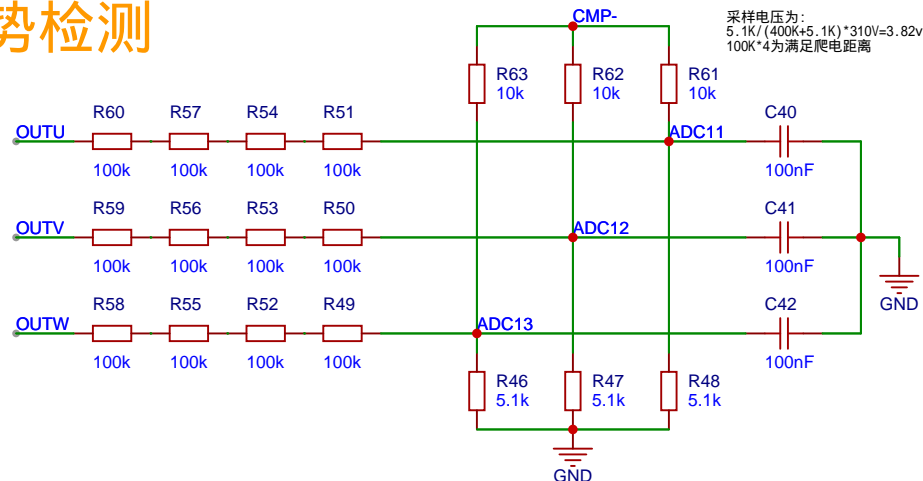 势检测
采样电压为:
5.1K/(400K+5.1K)*310V=3.82v
100K*4为满足爬电距离
CMP-
R63
10k
R62
10k
R61
10k
R60
R57
R54
R51
C40
OUTU
ADC11
100k
100k
100k
100k
100nF
R59
R56
R53
R50
C41
OUTV
ADC12
100k
100k
100k
100k
100nF
GND
R58
R55
R52
R49
C42
OUTW
ADC13
100k
100k
100k
100k
100nF
R46
5.1k
R47
5.1k
R48
5.1k
GND